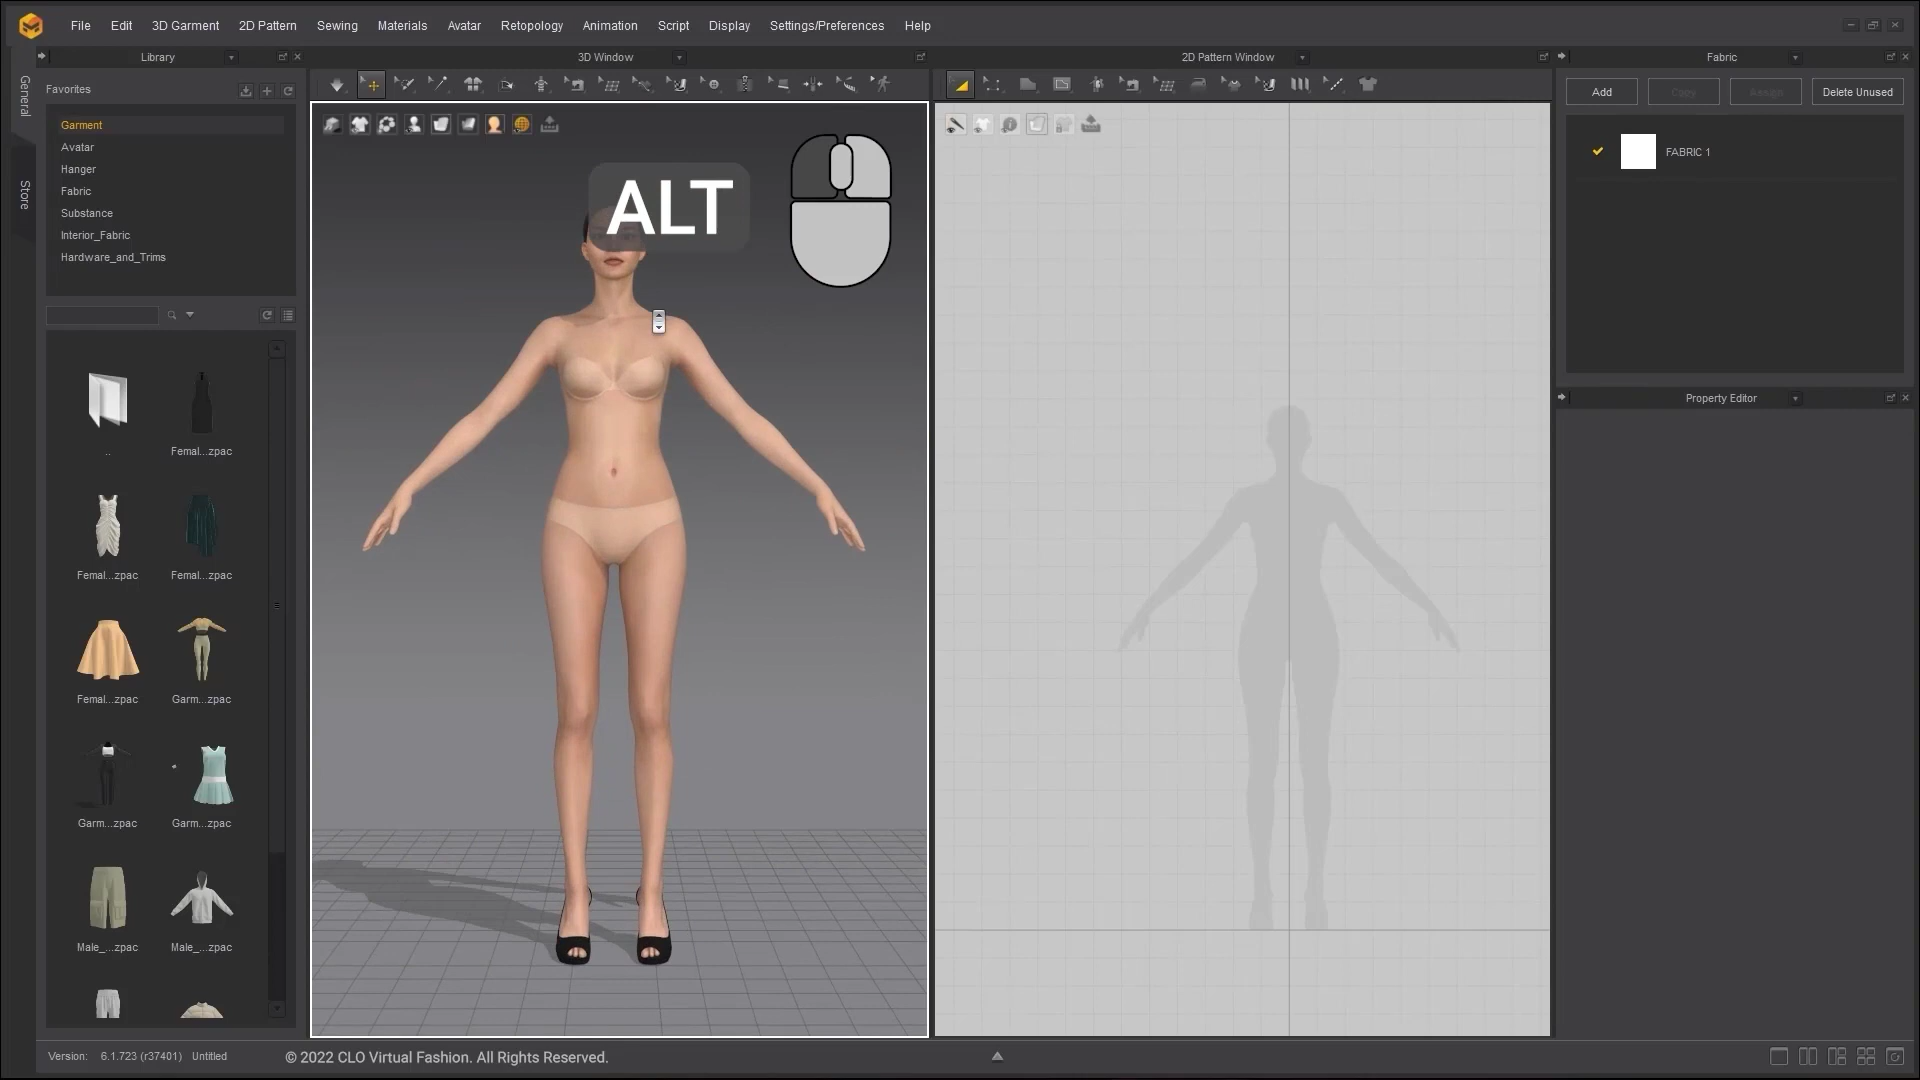 File Edit 3D Garment 2D Pattern Sewing Materials Avatar Retopology Animation Script Display Settings/Preferences Help
Library 3D Window 2D Pattern Window Fabric
General
Store
Favorites
Garment
Avatar
Hanger
Fabric
Substance
Interior_Fabric
Hardware_and_Trims
ALT
Add Copy Assign Delete Unused
FABRIC 1
Property Editor
.. Femal...zpac
Femal...zpac Femal...zpac
Femal...zpac Garm...zpac
Garm...zpac Garm...zpac
Male_...zpac Male_...zpac
Version: 6.1.723 (r37401) Untitled © 2022 CLO Virtual Fashion. All Rights Reserved.